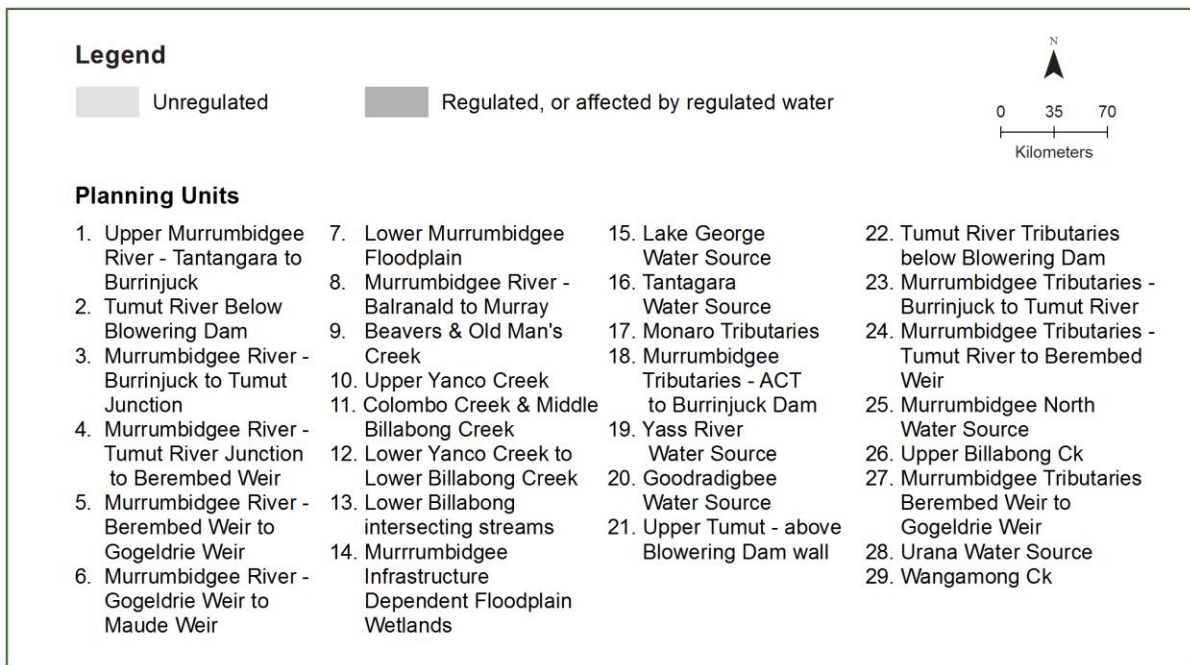 Legend
Unregulated
Regulated, or affected by regulated water
N
0 35 70
Kilometers
Planning Units
1. Upper Murrumbidgee
River - Tantangara to
Burrinjuck
2. Tumut River Below
Blowering Dam
3. Murrumbidgee River -
Burrinjuck to Tumut
Junction
4. Murrumbidgee River -
Tumut River Junction
to Berembed Weir
5. Murrumbidgee River -
Berembed Weir to
Gogeldrie Weir
6. Murrumbidgee River -
Gogeldrie Weir to
Maude Weir
7. Lower Murrumbidgee
Floodplain
8. Murrumbidgee River -
Balranald to Murray
9. Beavers & Old Man's
Creek
10. Upper Yanco Creek
11. Colombo Creek & Middle
Billabong Creek
12. Lower Yanco Creek to
Lower Billabong Creek
13. Lower Billabong
intersecting streams
14. Murrrumbidgee
Infrastructure
Dependent Floodplain
Wetlands
15. Lake George
Water Source
16. Tantagara
Water Source
17. Monaro Tributaries
18. Murrumbidgee
Tributaries - ACT
to Burrinjuck Dam
19. Yass River
Water Source
20. Goodradigbee
Water Source
21. Upper Tumut - above
Blowering Dam wall
22. Tumut River Tributaries
below Blowering Dam
23. Murrumbidgee Tributaries -
Burrinjuck to Tumut River
24. Murrumbidgee Tributaries -
Tumut River to Berembed
Weir
25. Murrumbidgee North
Water Source
26. Upper Billabong Ck
27. Murrumbidgee Tributaries
Berembed Weir to
Gogeldrie Weir
28. Urana Water Source
29. Wangamong Ck